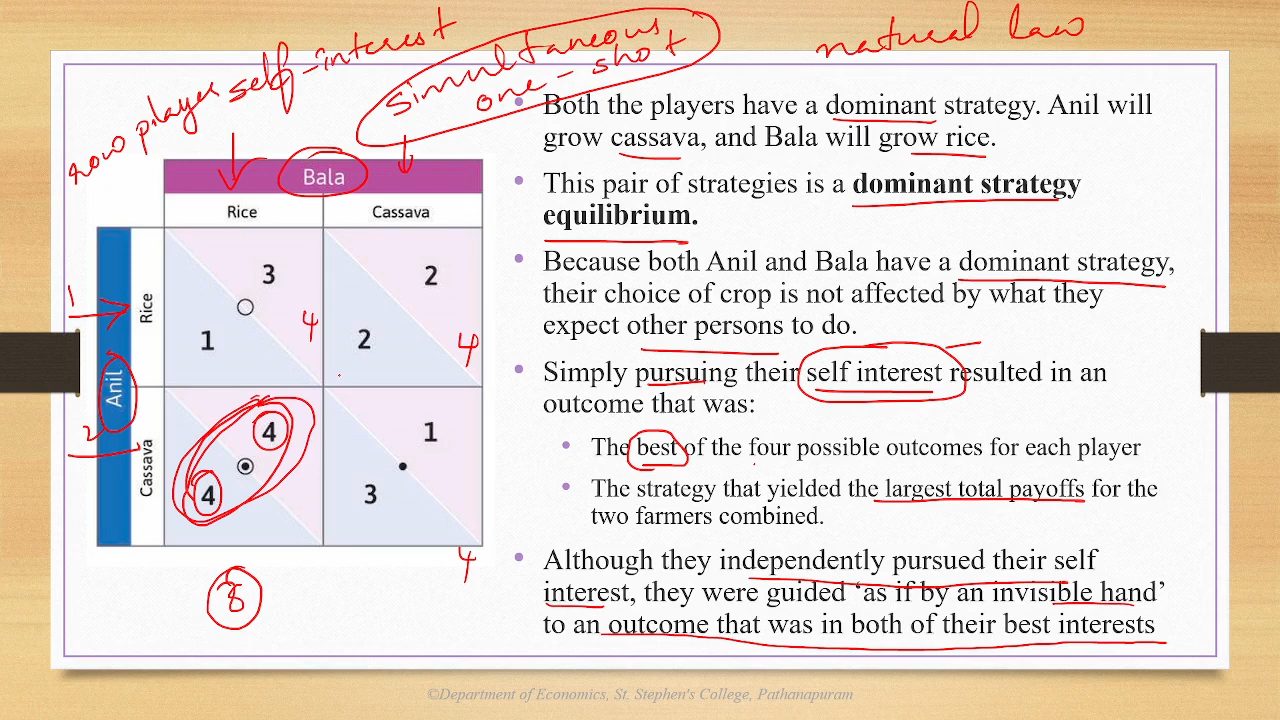 natural law
self-interest
simultaneous
one-shot
row player
• Both the players have a dominant strategy. Anil will
grow cassava, and Bala will grow rice.
• This pair of strategies is a dominant strategy
equilibrium.
• Because both Anil and Bala have a dominant strategy,
their choice of crop is not affected by what they
expect other persons to do.
• Simply pursuing their self interest resulted in an
outcome that was:
• The best of the four possible outcomes for each player
• The strategy that yielded the largest total payoffs for the
two farmers combined.
• Although they independently pursued their self
interest, they were guided ‘as if by an invisible hand’
to an outcome that was in both of their best interests
Bala
Rice Cassava
Anil
1
Rice
3 2
1 4 2 4
2
Cassava
4 1
4 3
4
8
©Department of Economics, St. Stephen's College, Pathanapuram